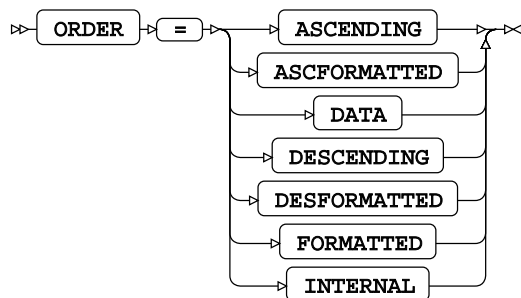 ORDER = ASCENDING
ASCFORMATTED
DATA
DESCENDING
DESFORMATTED
FORMATTED
INTERNAL